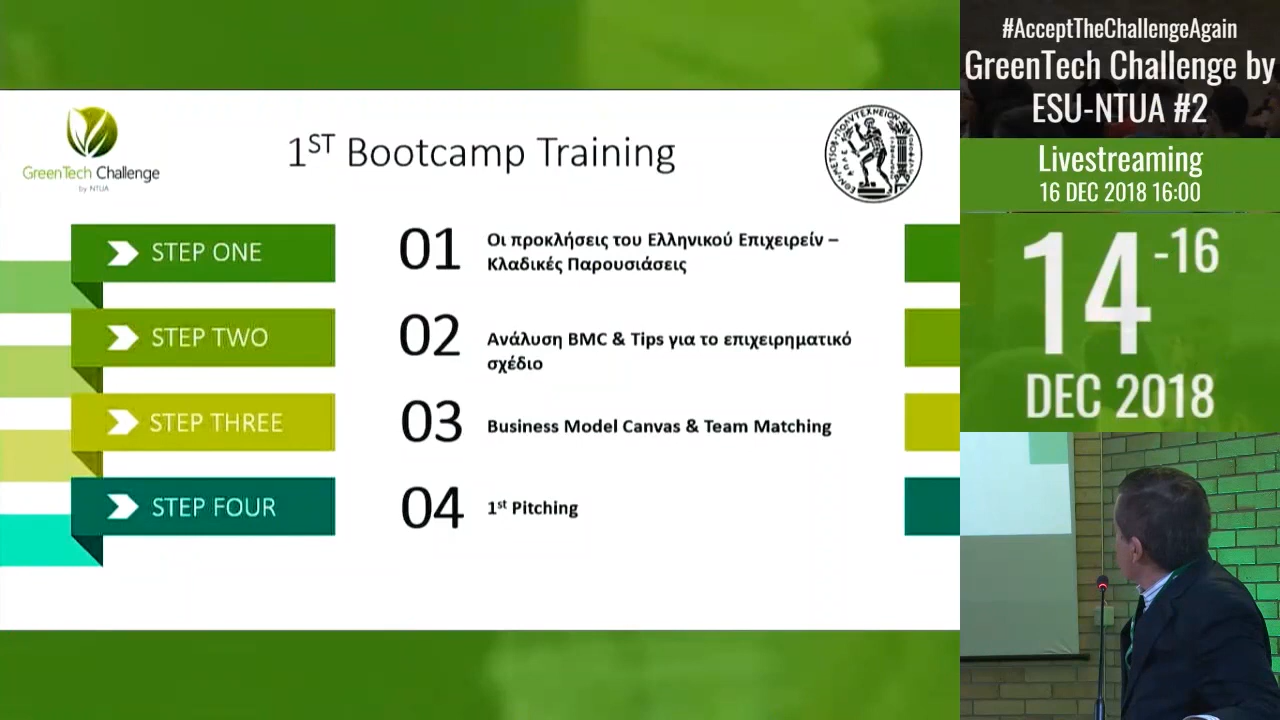 GreenTech Challenge
by NTUA
1ST Bootcamp Training
STEP ONE
01
Οι προκλήσεις του Ελληνικού Επιχειρείν –
Κλαδικές Παρουσιάσεις
STEP TWO
02
Ανάλυση BMC & Tips για το επιχειρηματικό
σχέδιο
STEP THREE
03
Business Model Canvas & Team Matching
STEP FOUR
04
1st Pitching
#AcceptTheChallengeAgain
GreenTech Challenge by
ESU-NTUA #2
Livestreaming
16 DEC 2018 16:00
14-16
DEC 2018